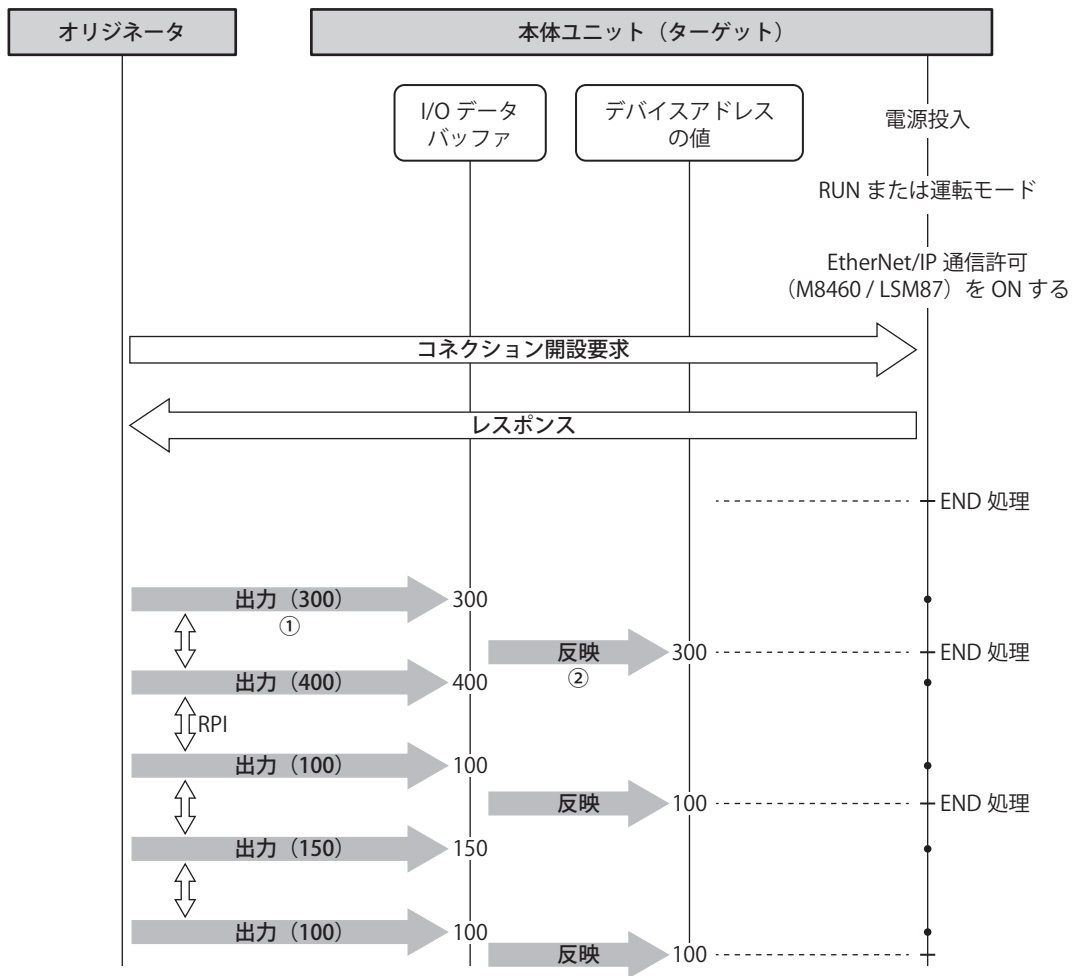 オリジネータ
本体ユニット（ターゲット）
I/O データ
バッファ
デバイスアドレス
の値
電源投入
RUN または運転モード
EtherNet/IP 通信許可
（M8460 / LSM87）を ON する
コネクション開設要求
レスポンス
END 処理
出力（300）
300
①
反映
300
END 処理
②
出力（400）
400
RPI
出力（100）
100
反映
100
END 処理
出力（150）
150
出力（100）
100
反映
100